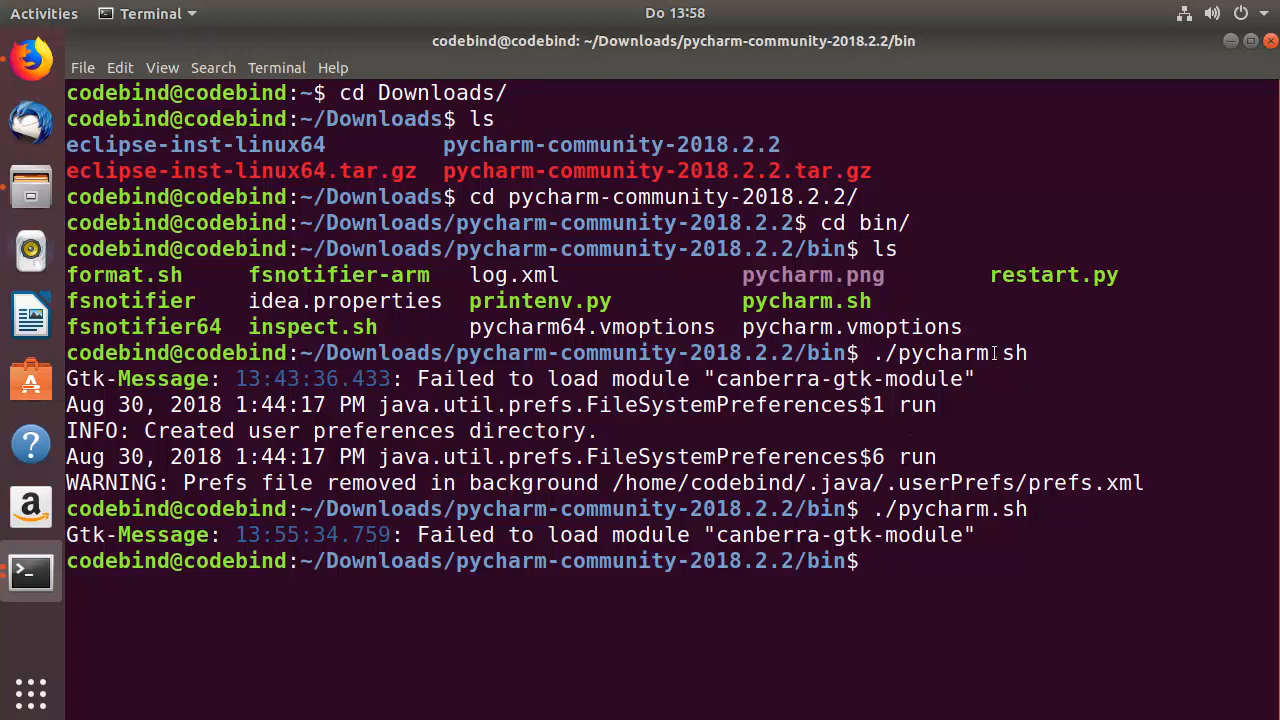 Activities Terminal Do 13:58
codebind@codebind: ~/Downloads/pycharm-community-2018.2.2/bin
File Edit View Search Terminal Help
codebind@codebind:~$ cd Downloads/
codebind@codebind:~/Downloads$ ls
eclipse-inst-linux64 pycharm-community-2018.2.2
eclipse-inst-linux64.tar.gz pycharm-community-2018.2.2.tar.gz
codebind@codebind:~/Downloads$ cd pycharm-community-2018.2.2/
codebind@codebind:~/Downloads/pycharm-community-2018.2.2$ cd bin/
codebind@codebind:~/Downloads/pycharm-community-2018.2.2/bin$ ls
format.sh fsnotifier-arm log.xml pycharm.png restart.py
fsnotifier idea.properties printenv.py pycharm.sh
fsnotifier64 inspect.sh pycharm64.vmoptions pycharm.vmoptions
codebind@codebind:~/Downloads/pycharm-community-2018.2.2/bin$ ./pycharm.sh
Gtk-Message: 13:43:36.433: Failed to load module "canberra-gtk-module"
Aug 30, 2018 1:44:17 PM java.util.prefs.FileSystemPreferences$1 run
INFO: Created user preferences directory.
Aug 30, 2018 1:44:17 PM java.util.prefs.FileSystemPreferences$6 run
WARNING: Prefs file removed in background /home/codebind/.java/.userPrefs/prefs.xml
codebind@codebind:~/Downloads/pycharm-community-2018.2.2/bin$ ./pycharm.sh
Gtk-Message: 13:55:34.759: Failed to load module "canberra-gtk-module"
codebind@codebind:~/Downloads/pycharm-community-2018.2.2/bin$